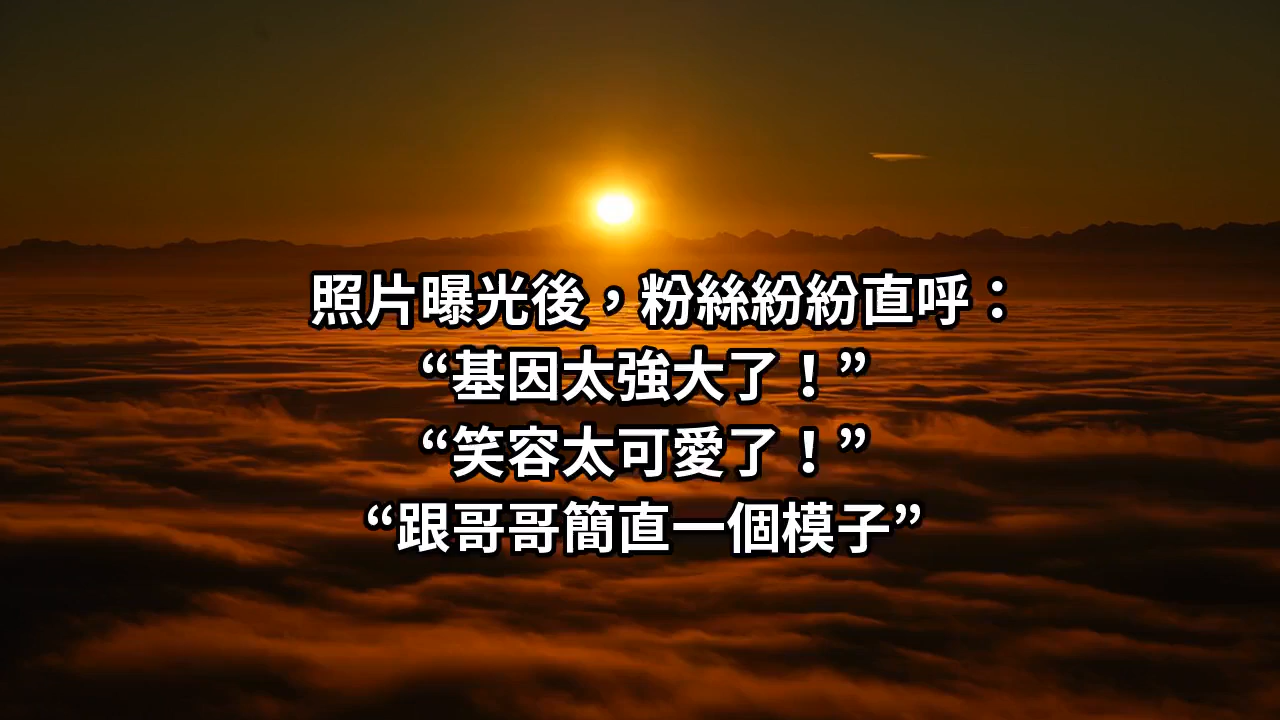 照片曝光後，粉絲紛紛直呼：
“基因太強大了！”
“笑容太可愛了！”
“跟哥哥簡直一個模子”